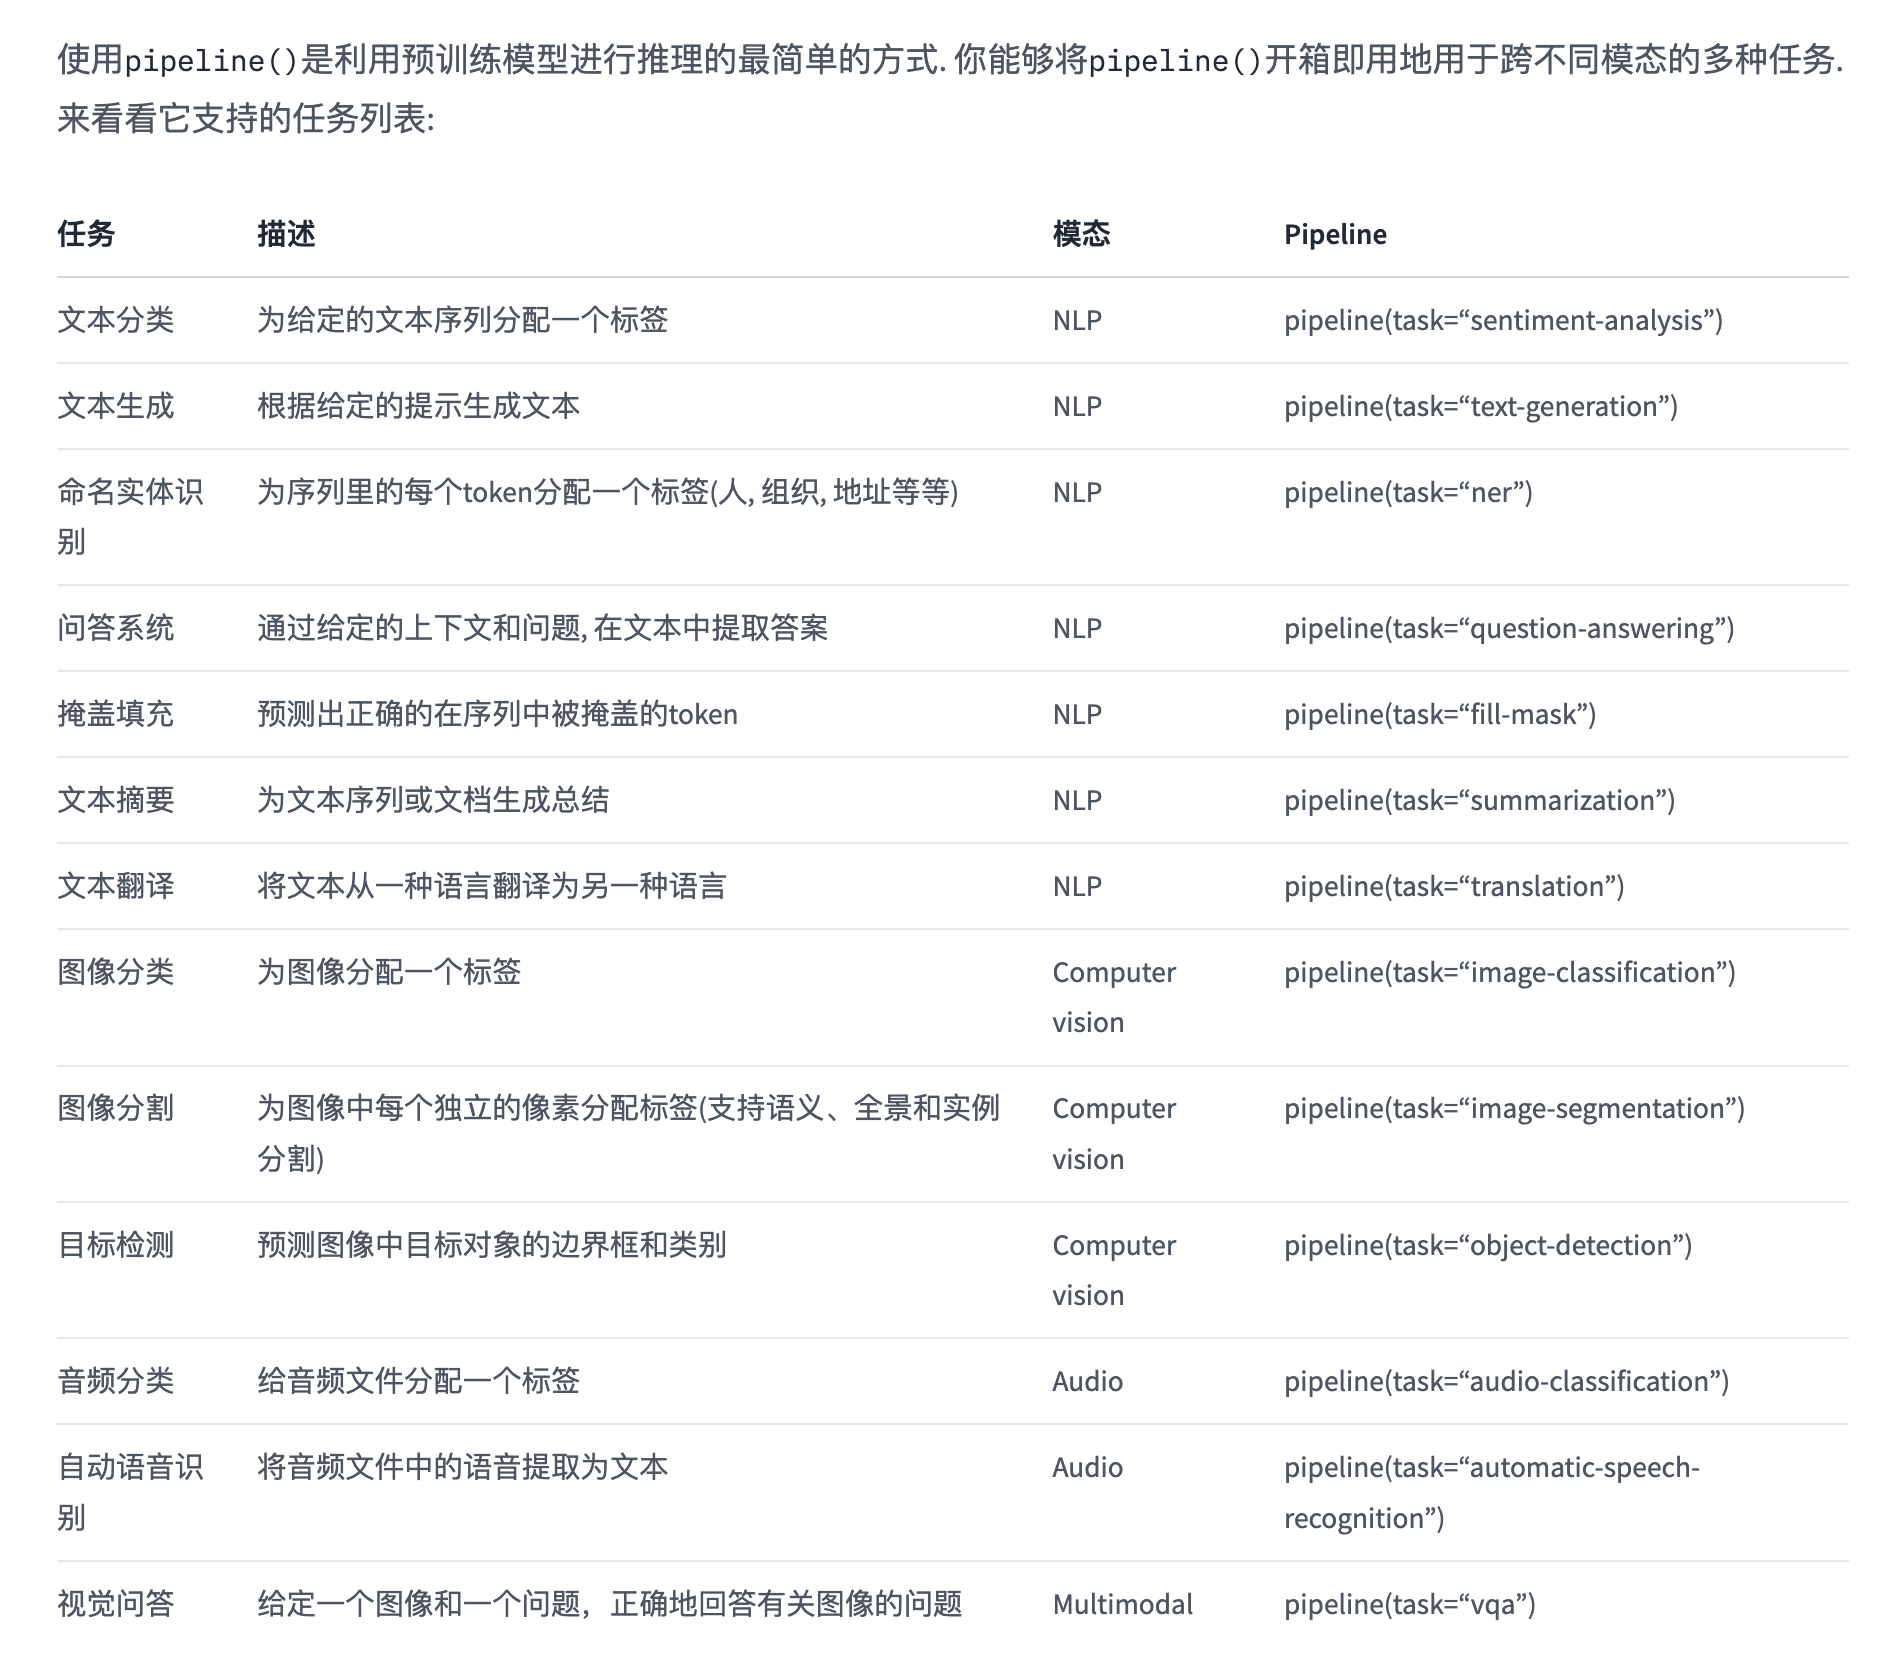 使用pipeline()是利用预训练模型进行推理的最简单的方式. 你能够将pipeline()开箱即用地用于跨不同模态的多种任务.
来看看它支持的任务列表:
任务 描述 模态 Pipeline
文本分类 为给定的文本序列分配一个标签 NLP pipeline(task=“sentiment-analysis”)
文本生成 根据给定的提示生成文本 NLP pipeline(task=“text-generation”)
命名实体识 为序列里的每个token分配一个标签(人, 组织, 地址等等) NLP pipeline(task=“ner”)
别
问答系统 通过给定的上下文和问题, 在文本中提取答案 NLP pipeline(task=“question-answering”)
掩盖填充 预测出正确的在序列中被掩盖的token NLP pipeline(task=“fill-mask”)
文本摘要 为文本序列或文档生成总结 NLP pipeline(task=“summarization”)
文本翻译 将文本从一种语言翻译为另一种语言 NLP pipeline(task=“translation”)
图像分类 为图像分配一个标签 Computer pipeline(task=“image-classification”)
vision
图像分割 为图像中每个独立的像素分配标签(支持语义、全景和实例 Computer pipeline(task=“image-segmentation”)
分割) vision
目标检测 预测图像中目标对象的边界框和类别 Computer pipeline(task=“object-detection”)
vision
音频分类 给音频文件分配一个标签 Audio pipeline(task=“audio-classification”)
自动语音识 将音频文件中的语音提取为文本 Audio pipeline(task=“automatic-speech-
别 recognition”)
视觉问答 给定一个图像和一个问题，正确地回答有关图像的问题 Multimodal pipeline(task=“vqa”)